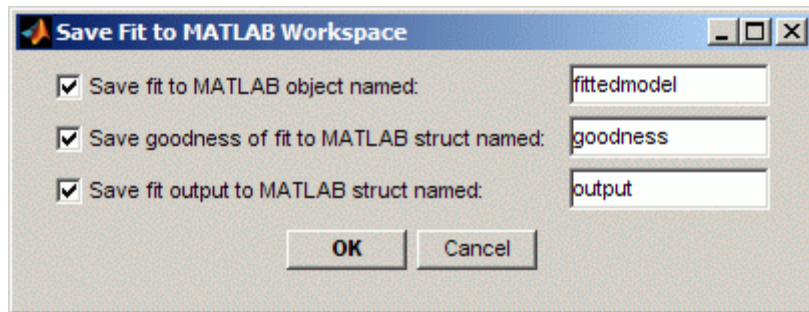 Save Fit to MATLAB Workspace
Save fit to MATLAB object named: fittedmodel
Save goodness of fit to MATLAB struct named: goodness
Save fit output to MATLAB struct named: output
OK Cancel